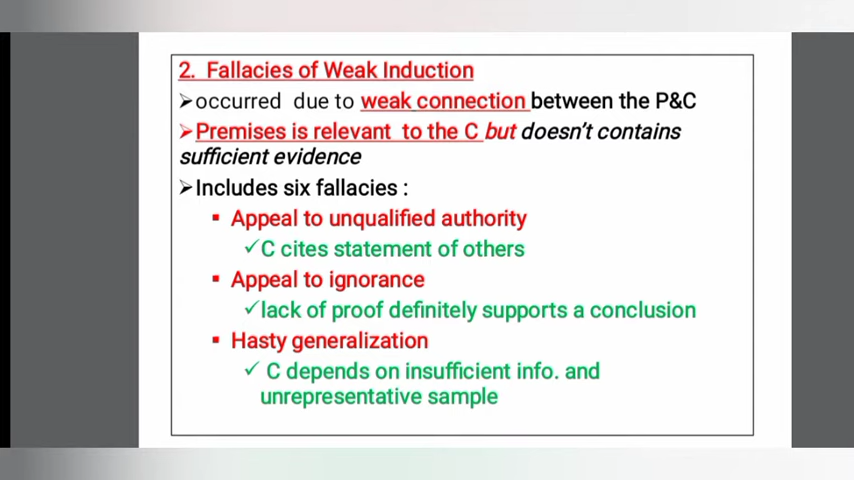 2. Fallacies of Weak Induction
➢occurred due to weak connection between the P&C
➢Premises is relevant to the C but doesn't contains
sufficient evidence
➢Includes six fallacies :
▪ Appeal to unqualified authority
✓C cites statement of others
▪ Appeal to ignorance
✓lack of proof definitely supports a conclusion
▪ Hasty generalization
✓ C depends on insufficient info. and
unrepresentative sample